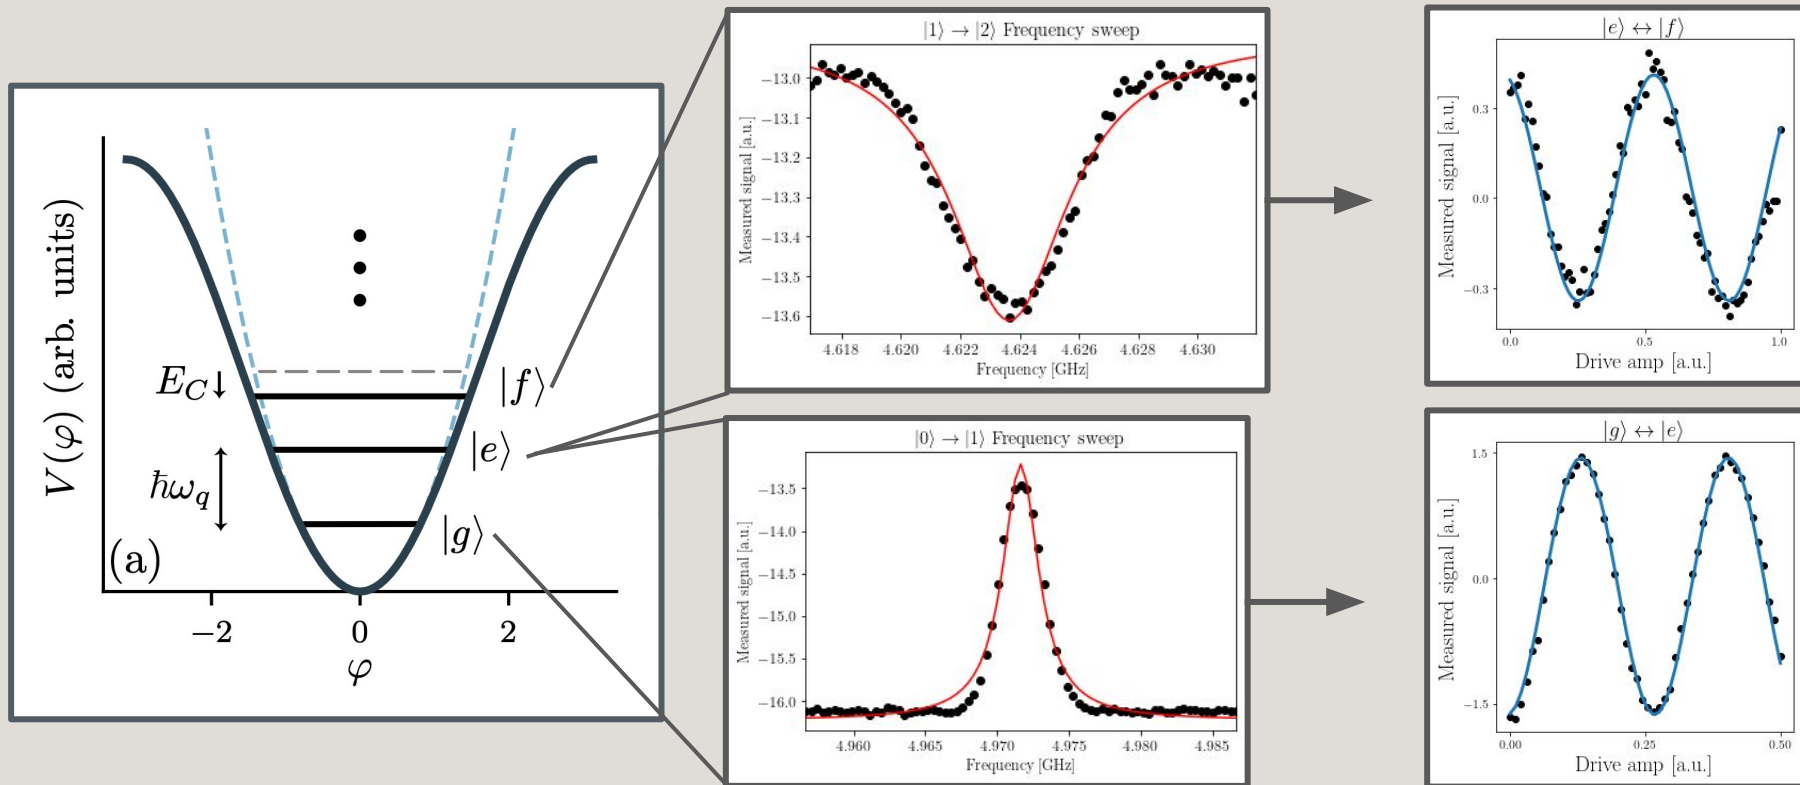 V(φ) (arb. units)
E_C
ħω_q
|f⟩
|e⟩
|g⟩
(a)
−2 0 2
φ
|1⟩ → |2⟩ Frequency sweep
Measured signal [a.u.]
−13.0
−13.1
−13.2
−13.3
−13.4
−13.5
−13.6
4.618 4.620 4.622 4.624 4.626 4.628 4.630
Frequency [GHz]
|0⟩ → |1⟩ Frequency sweep
Measured signal [a.u.]
−13.5
−14.0
−14.5
−15.0
−15.5
−16.0
4.960 4.965 4.970 4.975 4.980 4.985
Frequency [GHz]
|e⟩ ↔ |f⟩
Measured signal [a.u.]
0.3
0.0
−0.3
0.0 0.5 1.0
Drive amp [a.u.]
|g⟩ ↔ |e⟩
Measured signal [a.u.]
1.5
0.0
−1.5
0.00 0.25 0.50
Drive amp [a.u.]